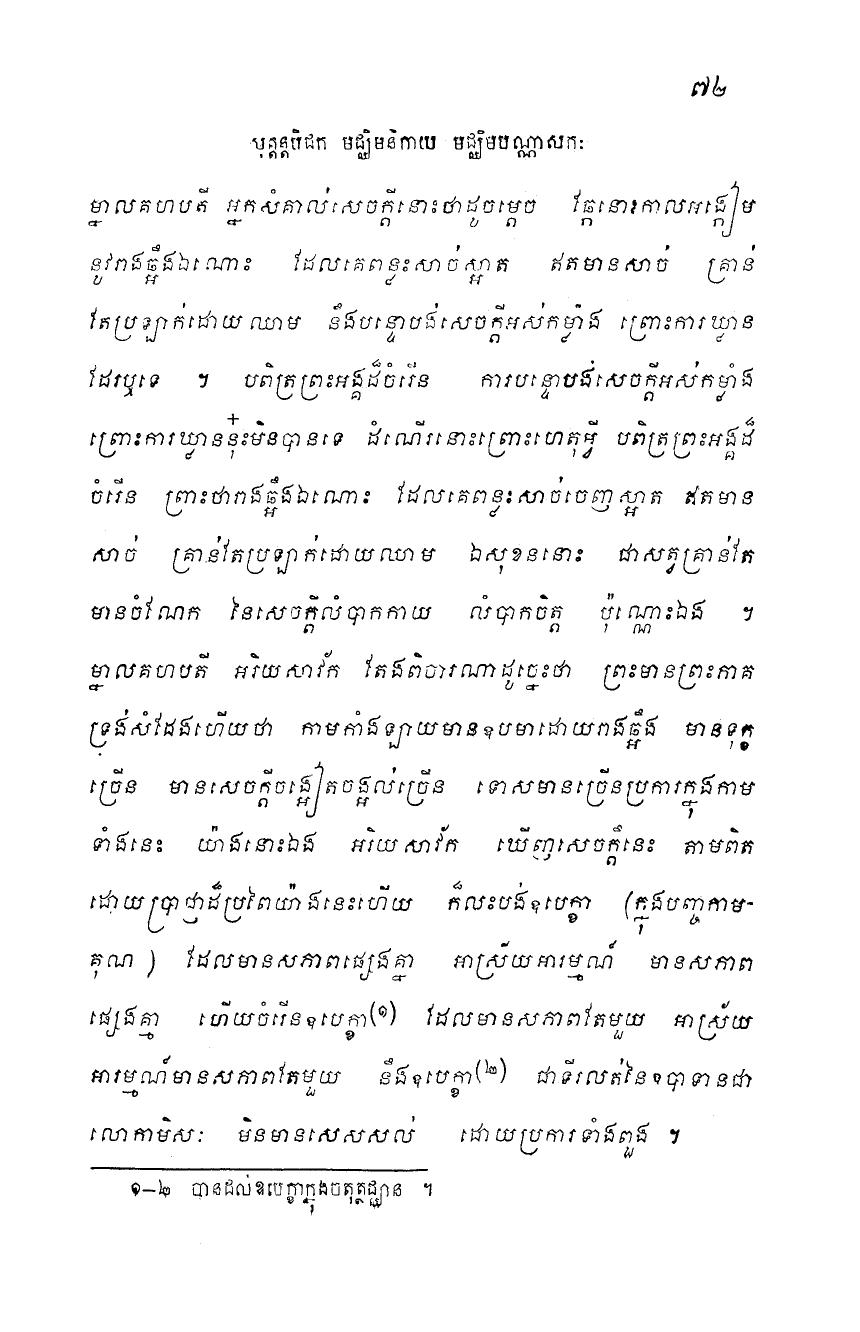 ៧២
សុត្តន្តបិដក មជ្ឈិមនិកាយ មជ្ឈិមបណ្ណាសកៈ
ម្នាលគហបតី អ្នកសំគាល់សេចក្តីនោះថាដូចម្តេច ឆ្កែនោះកាលអង្កៀម
នូវរាងឆ្អឹងឯណោះ ដែលគេពន្លះសាច់ស្អាត ឥតមានសាច់ គ្រាន់
តែប្រឡាក់ដោយឈាម នឹងបន្ទោបង់សេចក្តីអស់កម្លាំង ព្រោះការឃ្លាន
ដែរឬទេ ។ បពិត្រព្រះអង្គដ៏ចំរើន ការបន្ទោបង់សេចក្តីអស់កម្លាំង
ព្រោះការឃ្លាននុ៎ះមិនបានទេ ដំណើរនោះព្រោះហេតុអ្វី បពិត្រព្រះអង្គដ៏
ចំរើន ព្រោះថារាងឆ្អឹងឯណោះ ដែលគេពន្លះសាច់ចេញស្អាត ឥតមាន
សាច់ គ្រាន់តែប្រឡាក់ដោយឈាម ឯសុខននោះ ជាសត្វគ្រាន់តែ
មានចំណែក នៃសេចក្តីលំបាកកាយ លំបាកចិត្ត ប៉ុណ្ណោះឯង ។
ម្នាលគហបតី អរិយសាវ័ក តែងពិចារណាដូច្នេះថា ព្រះមានព្រះភាគ
ទ្រង់សំដែងហើយថា កាមទាំងឡាយមានឧបមាដោយរាងឆ្អឹង មានទុក្ខ
ច្រើន មានសេចក្តីចង្អៀតចង្អល់ច្រើន ទោសមានច្រើនប្រការក្នុងកាម
ទាំងនេះ យ៉ាងនោះឯង អរិយសាវ័ក ឃើញសេចក្តីនេះ តាមពិត
ដោយប្រាជ្ញាដ៏ប្រពៃយ៉ាងនេះហើយ ក៏លះបង់ឧបេក្ខា (ក្នុងបញ្ចកាម-
គុណ ) ដែលមានសភាពផ្សេងគ្នា អាស្រ័យអារម្មណ៍ មានសភាព
ផ្សេងគ្នា ហើយចំរើនឧបេក្ខា(១) ដែលមានសភាពតែមួយ អាស្រ័យ
អារម្មណ៍មានសភាពតែមួយ នឹងឧបេក្ខា(២) ជាទីរលត់នៃឧបាទានជា
លោកាមិសៈ មិនមានសេសសល់ ដោយប្រការទាំងពួង ។
១-២ បានដល់ឧបេក្ខាក្នុងចតុត្ថជ្ឈាន ។